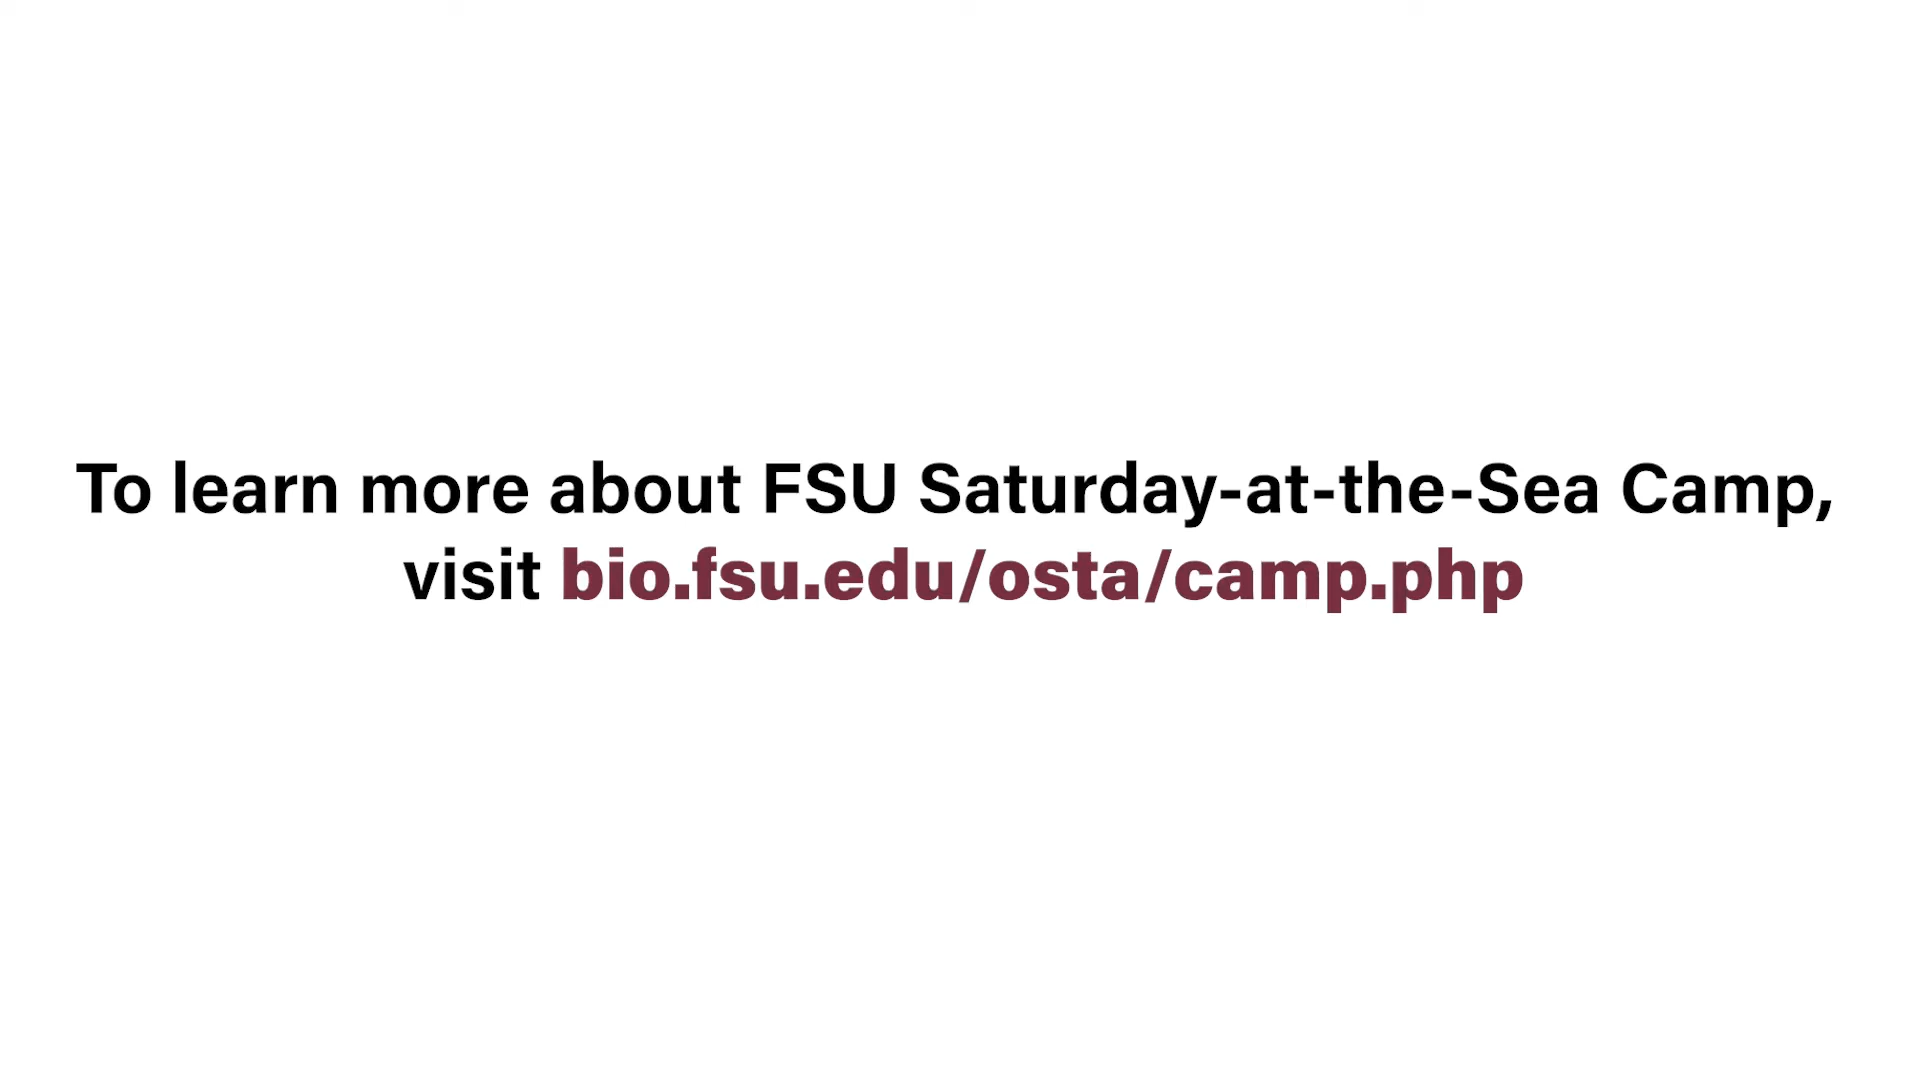 To learn more about FSU Saturday-at-the-Sea Camp,
visit bio.fsu.edu/osta/camp.php